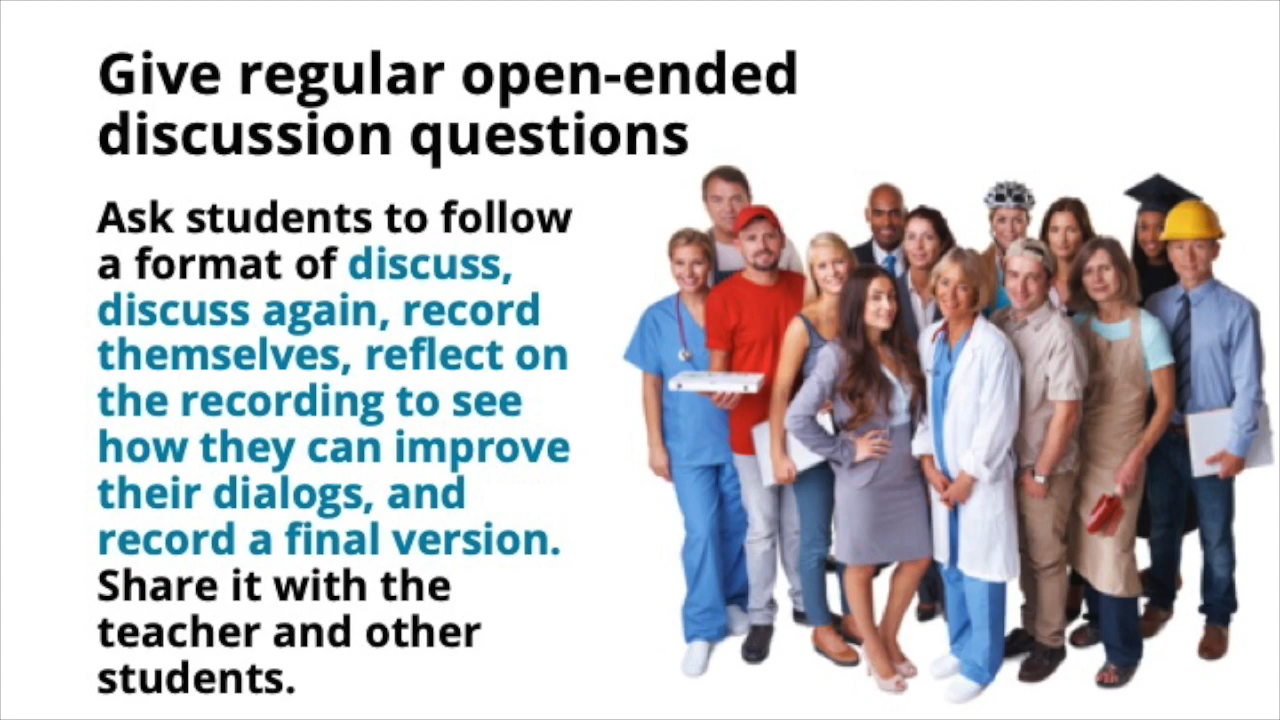 Give regular open-ended
discussion questions
Ask students to follow
a format of discuss,
discuss again, record
themselves, reflect on
the recording to see
how they can improve
their dialogs, and
record a final version.
Share it with the
teacher and other
students.